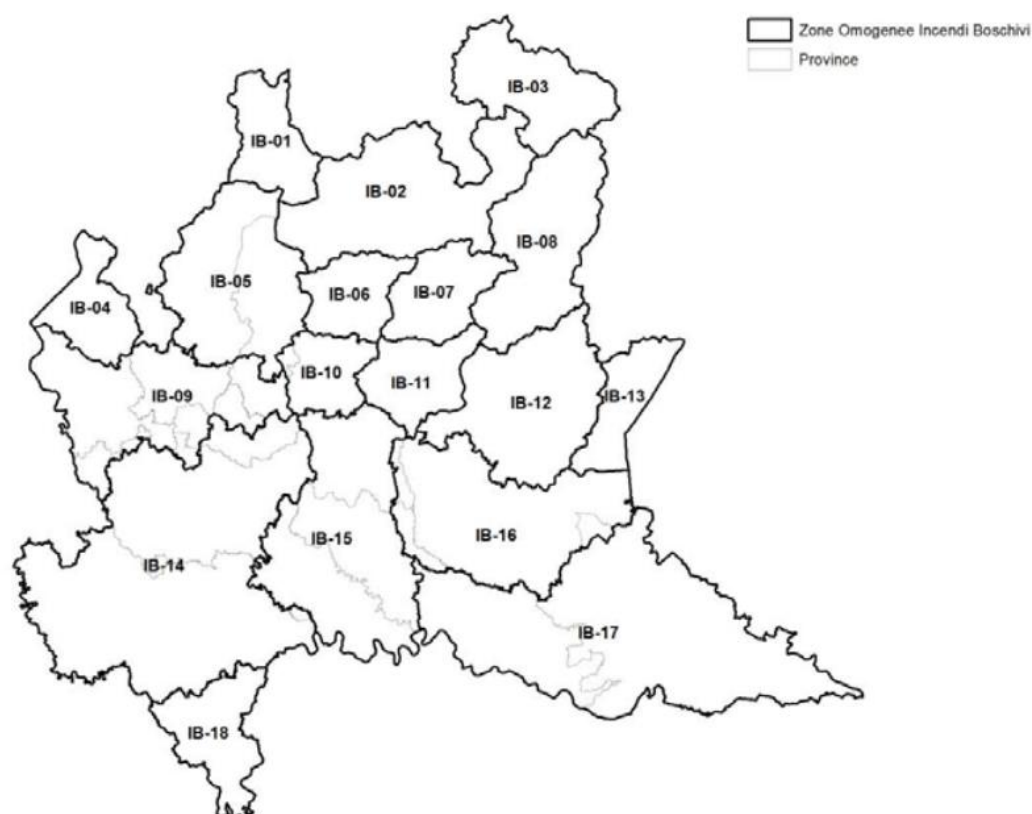 Zone Omogenee Incendi Boschivi
Province
IB-03
IB-01
IB-02
IB-08
IB-05
IB-04
IB-06
IB-07
IB-10
IB-11
IB-09
IB-12
IB-13
IB-15
IB-16
IB-14
IB-17
IB-18